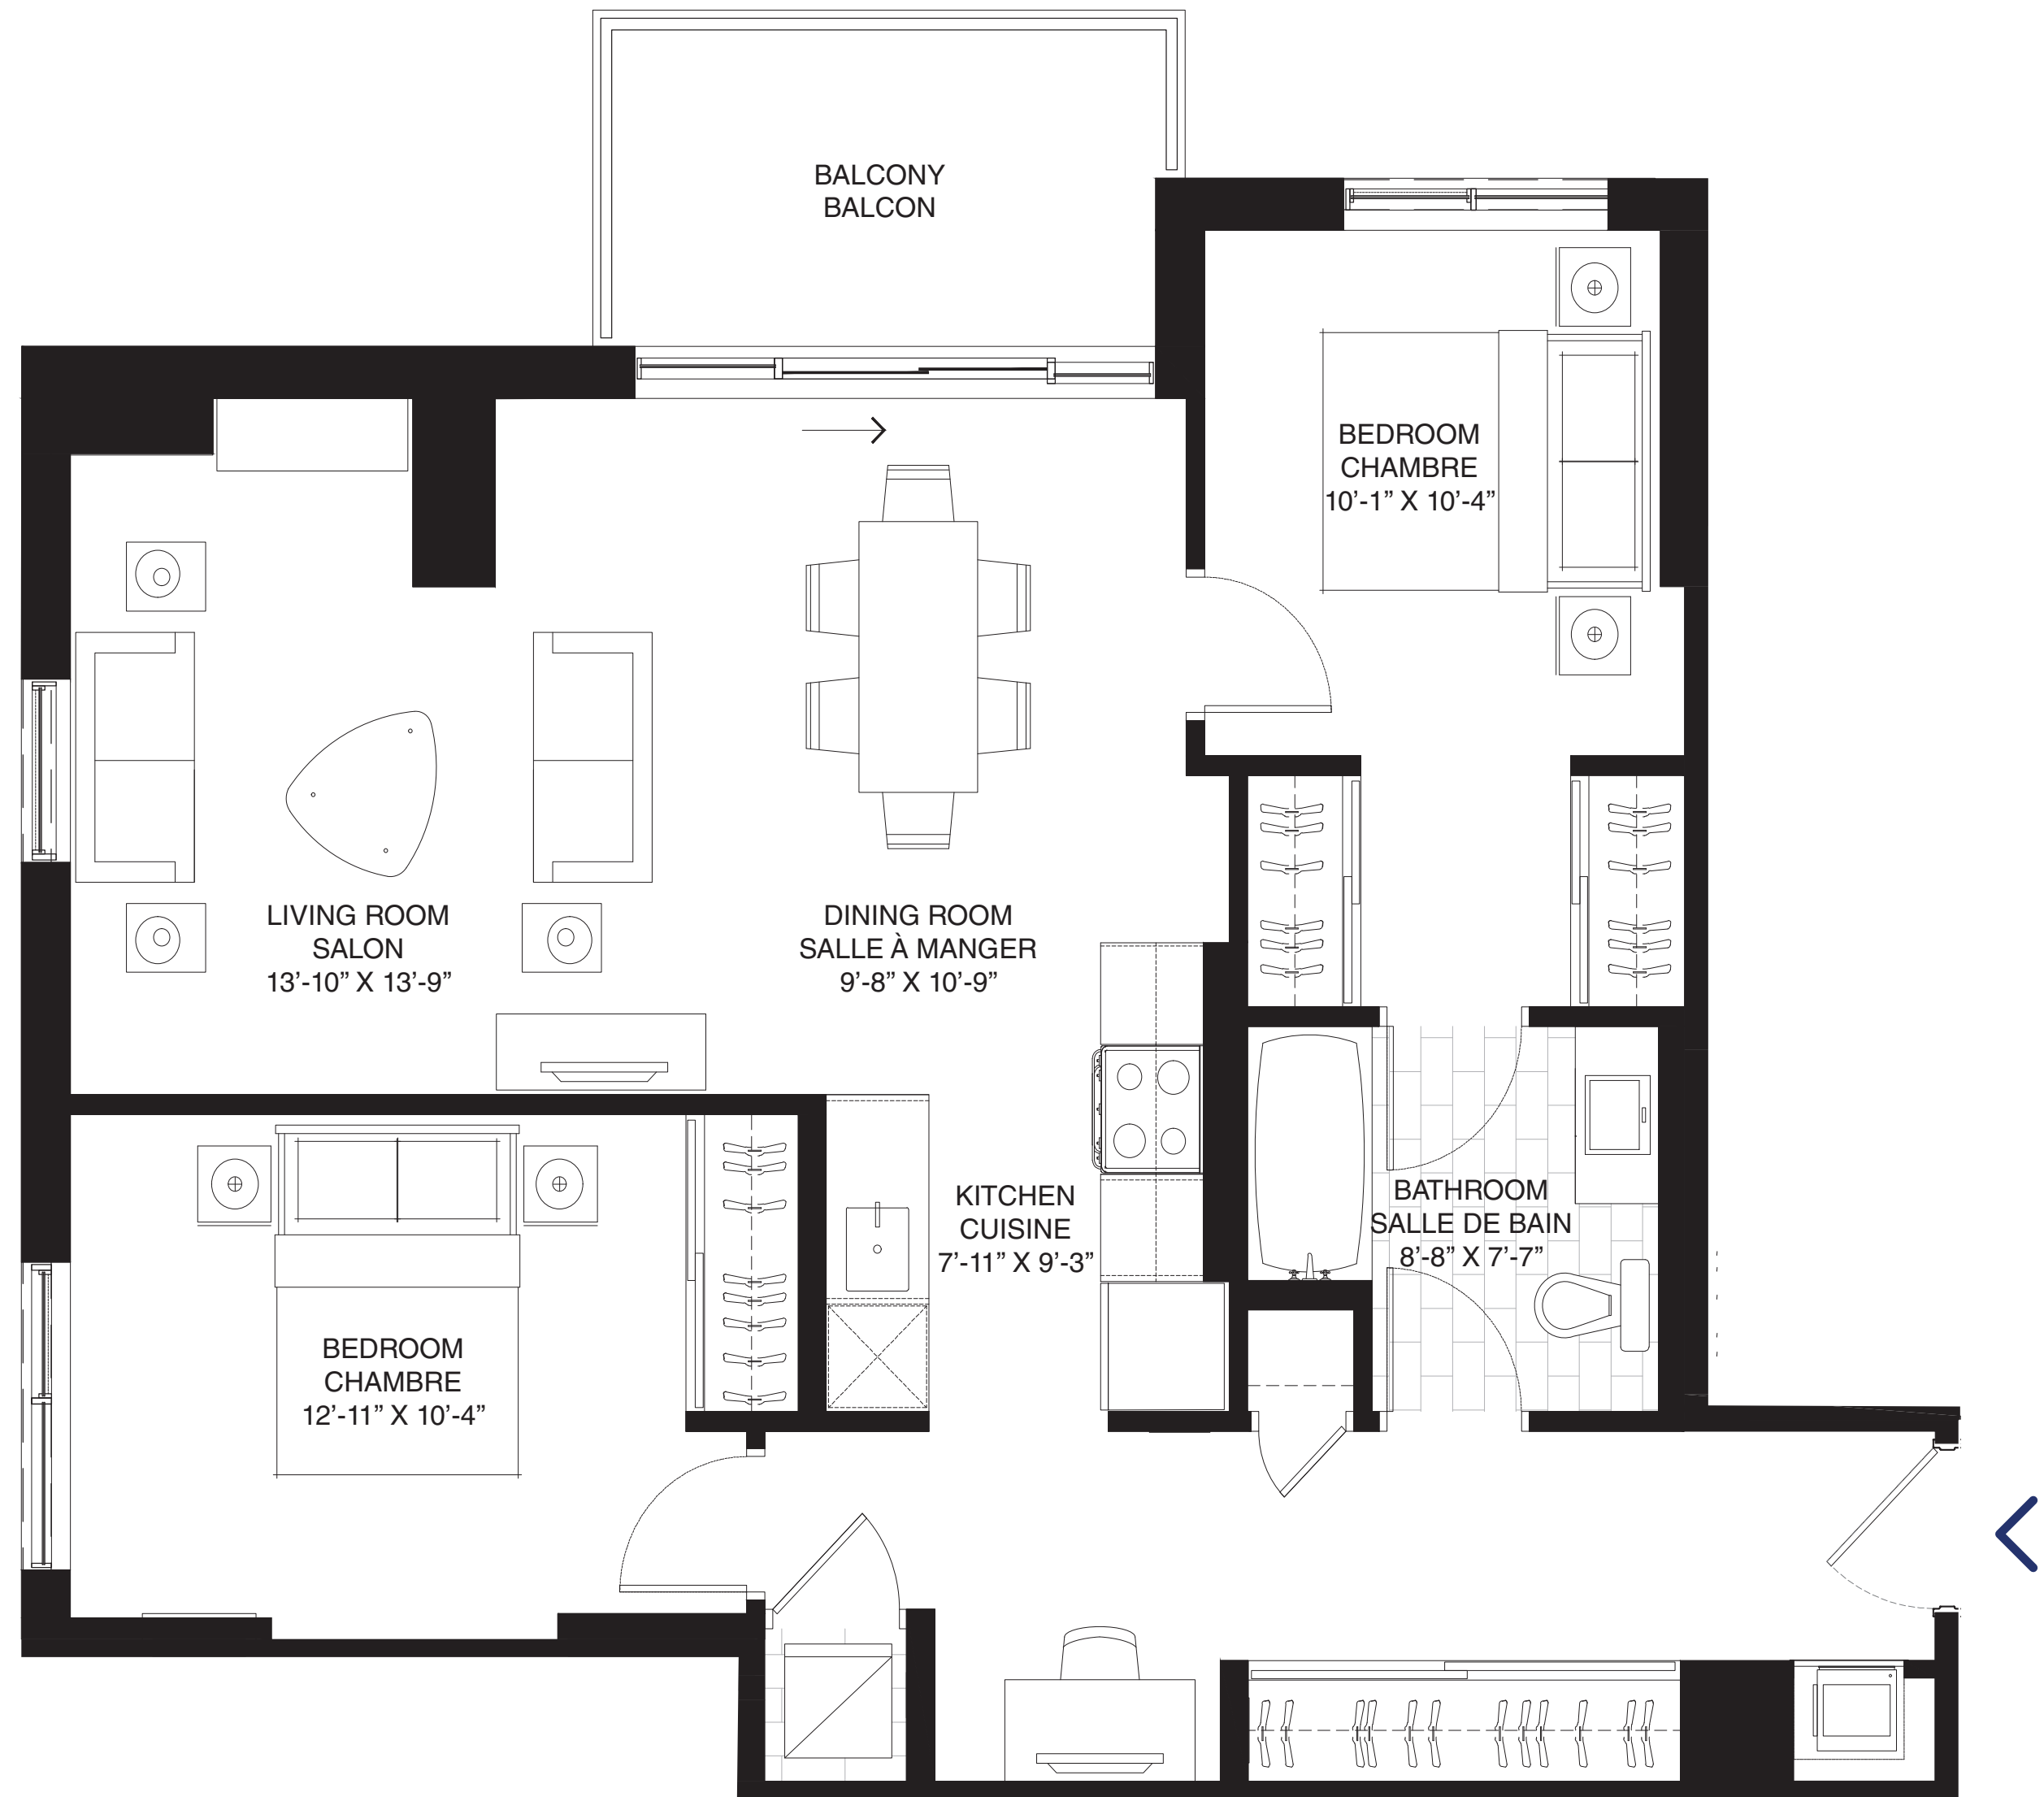 BALCONY
BALCON
BEDROOM
CHAMBRE
10’-1” X 10’-4”
LIVING ROOM
SALON
13’-10” X 13’-9”
DINING ROOM
SALLE À MANGER
9’-8” X 10’-9”
KITCHEN
CUISINE
7’-11” X 9’-3”
BATHROOM
SALLE DE BAIN
8’-8” X 7’-7”
BEDROOM
CHAMBRE
12’-11” X 10’-4”